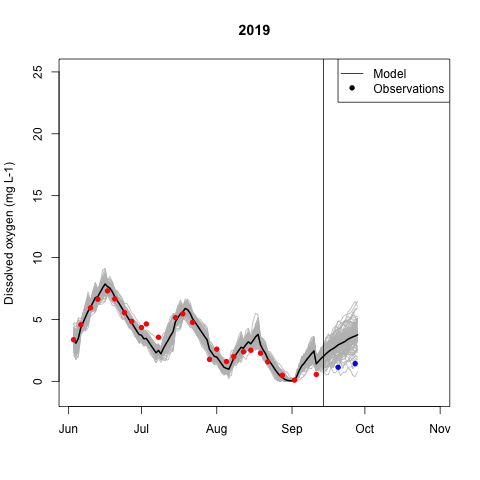 2019
Dissolved oxygen (mg L-1)
25
20
15
10
5
0
Model
Observations
Jun Jul Aug Sep Oct Nov